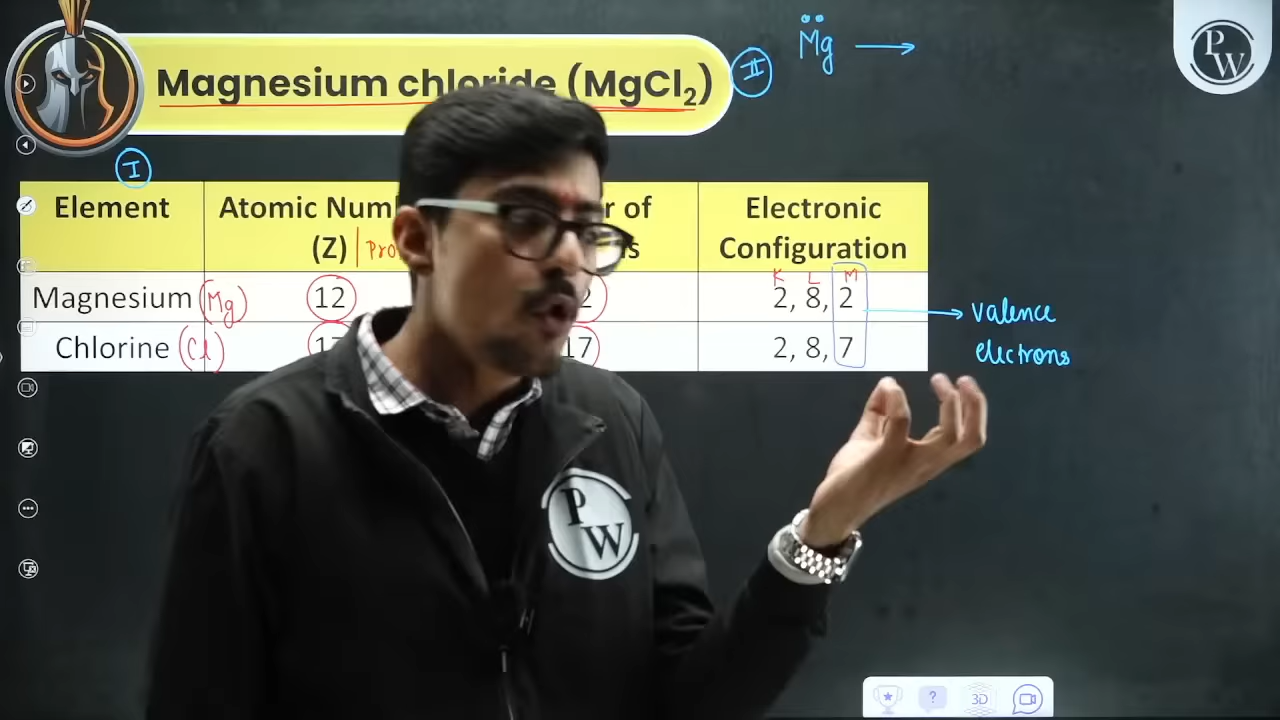 Mg
PW
Magnesium chloride (MgCl₂) II
I
Element
Atomic Num
r of
Electronic
(Z) | Pro
Configuration
K L M
Magnesium (Mg) 12 2 2, 8, 2
valence
Chlorine (Cl) 17 17 2, 8, 7
electrons
PW
?
3D